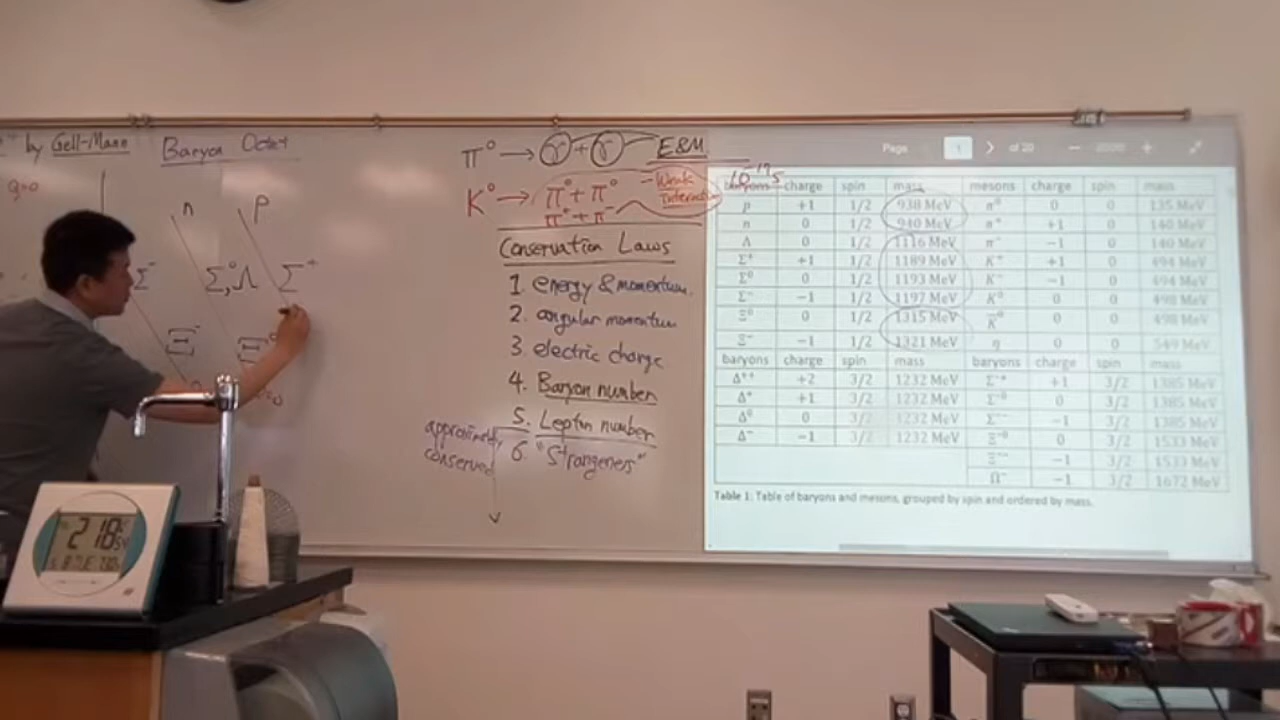 by Gell-Mann
Baryon Octet
q=0
n
p
Σ⁻
Σ⁰, Λ
Σ⁺
Ξ⁻
Ξ⁰
π⁰ → γ + γ E&M
K⁰ → π⁰ + π⁰ - Weak Interaction
π⁺ + π⁻
10⁻¹⁷s
Conservation Laws
1. energy & momentum
2. angular momentum
3. electric charge
4. Baryon number
5. Lepton number
approximately conserved
6. "Strangeness"
Page 1 of 20
baryons charge spin mass mesons charge spin mass
p +1 1/2 938 MeV π⁰ 0 0 135 MeV
n 0 1/2 940 MeV π⁺ +1 0 140 MeV
Λ 0 1/2 1116 MeV π⁻ −1 0 140 MeV
Σ⁺ +1 1/2 1189 MeV K⁺ +1 0 494 MeV
Σ⁰ 0 1/2 1193 MeV K⁻ −1 0 494 MeV
Σ⁻ −1 1/2 1197 MeV K⁰ 0 0 498 MeV
Ξ⁰ 0 1/2 1315 MeV K̄⁰ 0 0 498 MeV
Ξ⁻ −1 1/2 1321 MeV η 0 0 549 MeV
baryons charge spin mass baryons charge spin mass
Δ⁺⁺ +2 3/2 1232 MeV Σ*⁺ +1 3/2 1385 MeV
Δ⁺ +1 3/2 1232 MeV Σ*⁰ 0 3/2 1385 MeV
Δ⁰ 0 3/2 1232 MeV Σ*⁻ −1 3/2 1385 MeV
Δ⁻ −1 3/2 1232 MeV Ξ*⁰ 0 3/2 1533 MeV
Ξ*⁻ −1 3/2 1533 MeV
Ω⁻ −1 3/2 1672 MeV
Table 1: Table of baryons and mesons, grouped by spin and ordered by mass.
2:18